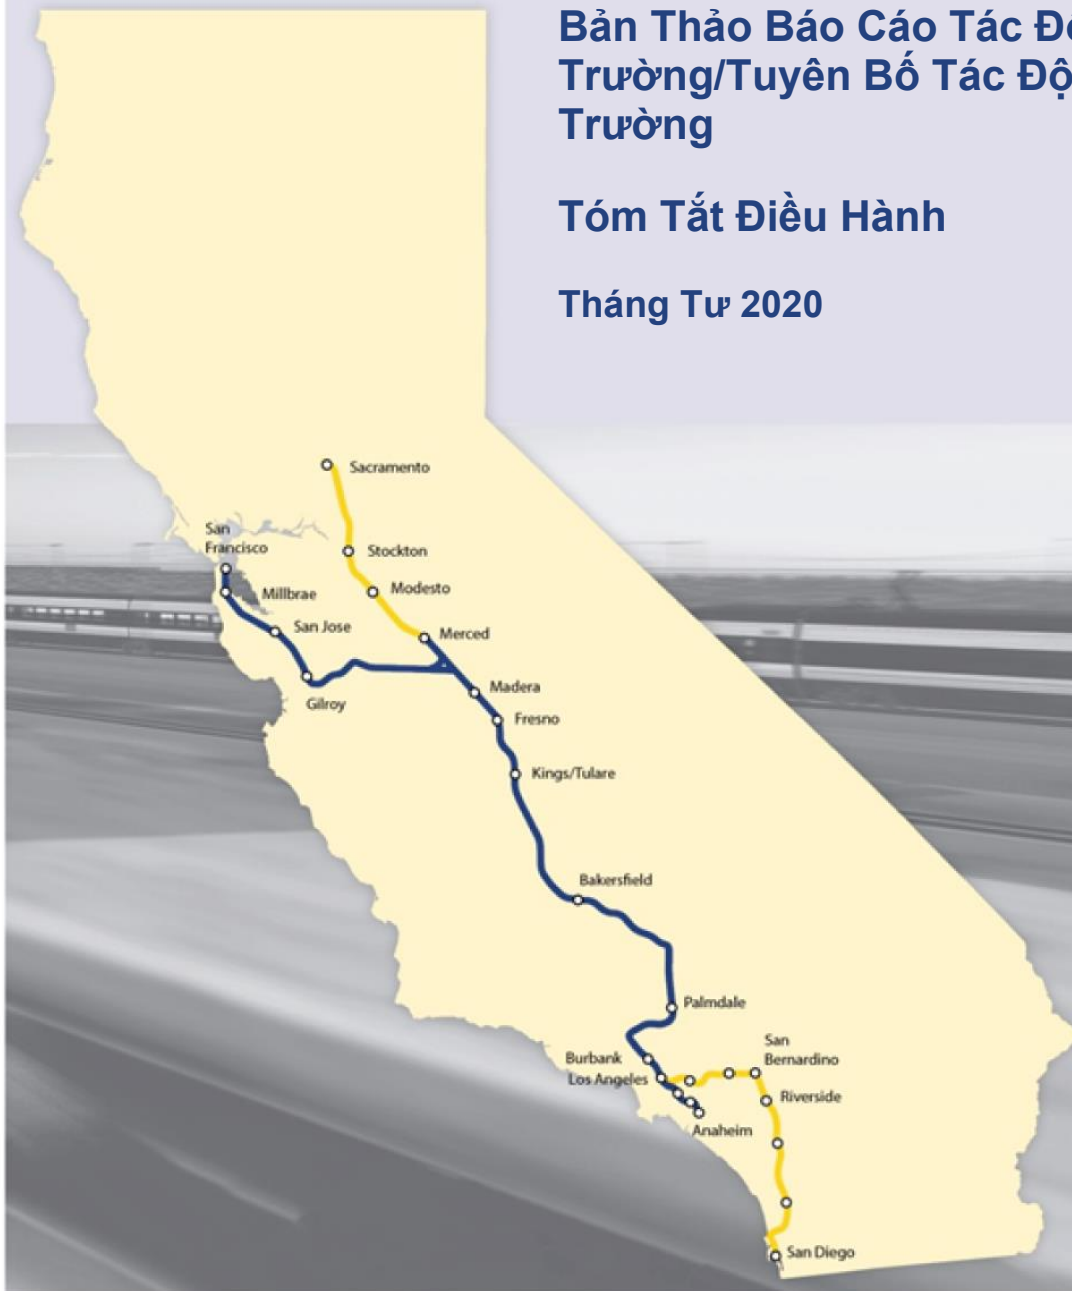 Bản Thảo Báo Cáo Tác
Trường/Tuyên Bố Tác
Trường
Tóm Tắt Điều Hành
Tháng Tư 2020
Sacramento
San
Francisco
Stockton
Millbrae
Modesto
San Jose
Merced
Gilroy
Madera
Fresno
Kings/Tulare
Bakersfield
Palmdale
San
Bernardino
Burbank
Los Angeles
Riverside
Anaheim
San Diego